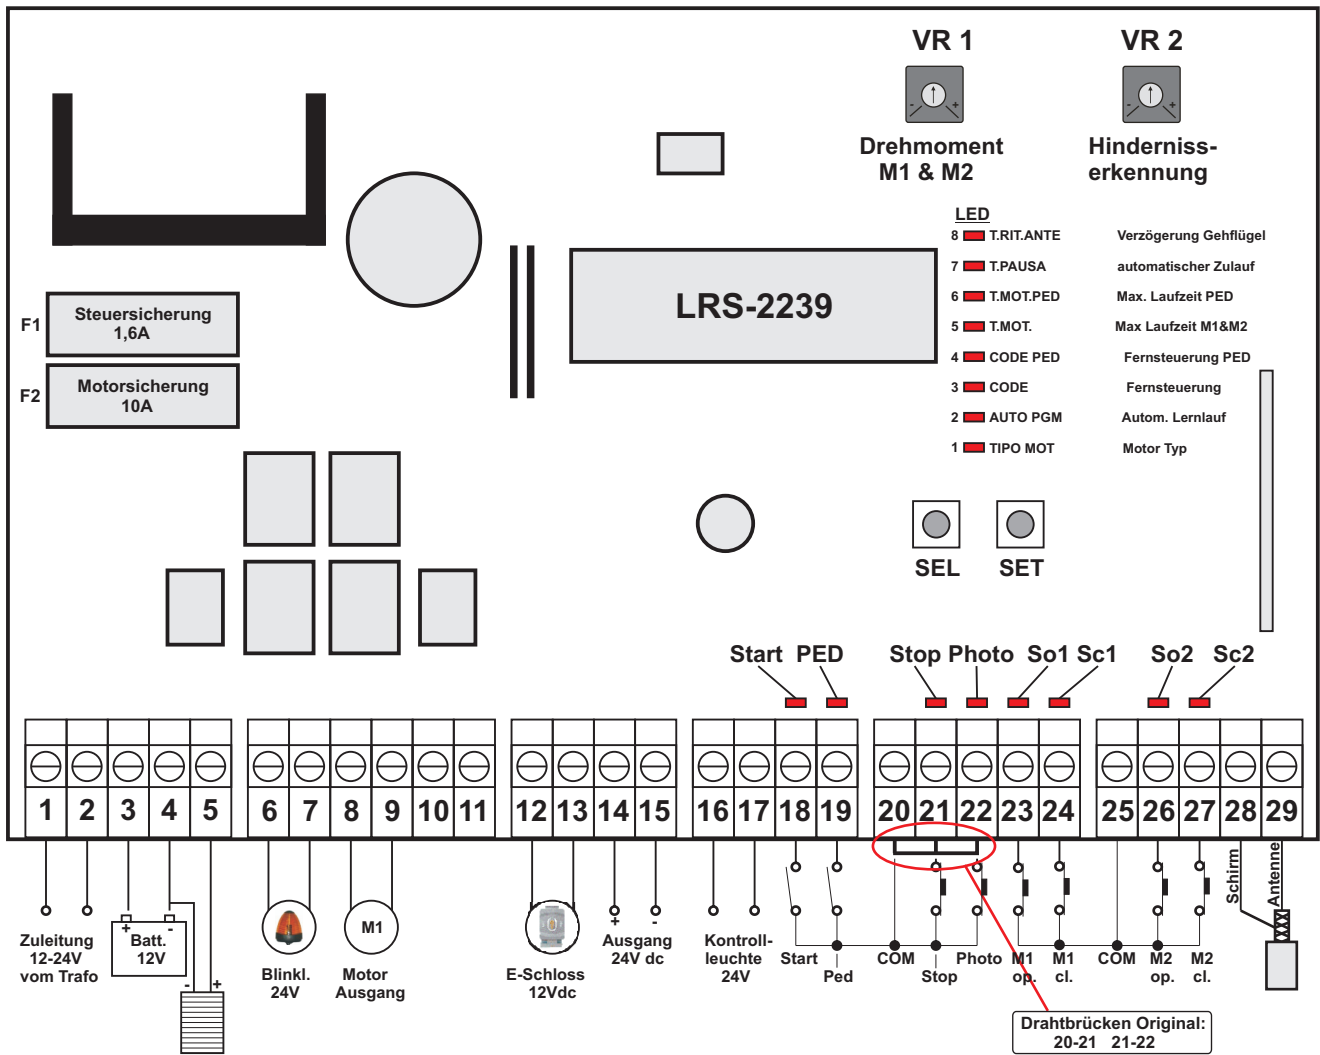 VR 1
VR 2
- +
- +
Drehmoment
M1 & M2
Hinderniss-
erkennung
LED
8 T.RIT.ANTE Verzögerung Gehflügel
7 T.PAUSA automatischer Zulauf
6 T.MOT.PED Max. Laufzeit PED
5 T.MOT. Max Laufzeit M1&M2
4 CODE PED Fernsteuerung PED
3 CODE Fernsteuerung
2 AUTO PGM Autom. Lernlauf
1 TIPO MOT Motor Typ
LRS-2239
F1
Steuersicherung
1,6A
F2
Motorsicherung
10A
SEL
SET
Start PED
Stop Photo So1 Sc1
So2 Sc2
1 2 3 4 5
6 7 8 9 10 11
12 13 14 15
16 17 18 19
20 21 22 23 24
25 26 27 28 29
Zuleitung
12-24V
vom Trafo
+ -
Batt.
12V
- +
Blinkl.
24V
M1
Motor
Ausgang
E-Schloss
12Vdc
+ -
Ausgang
24V dc
Kontroll-
leuchte
24V
Start
Ped
COM
Stop
Photo
M1
op.
M1
cl.
COM
M2
op.
M2
cl.
Schirm
Antenne
Drahtbrücken Original:
20-21 21-22